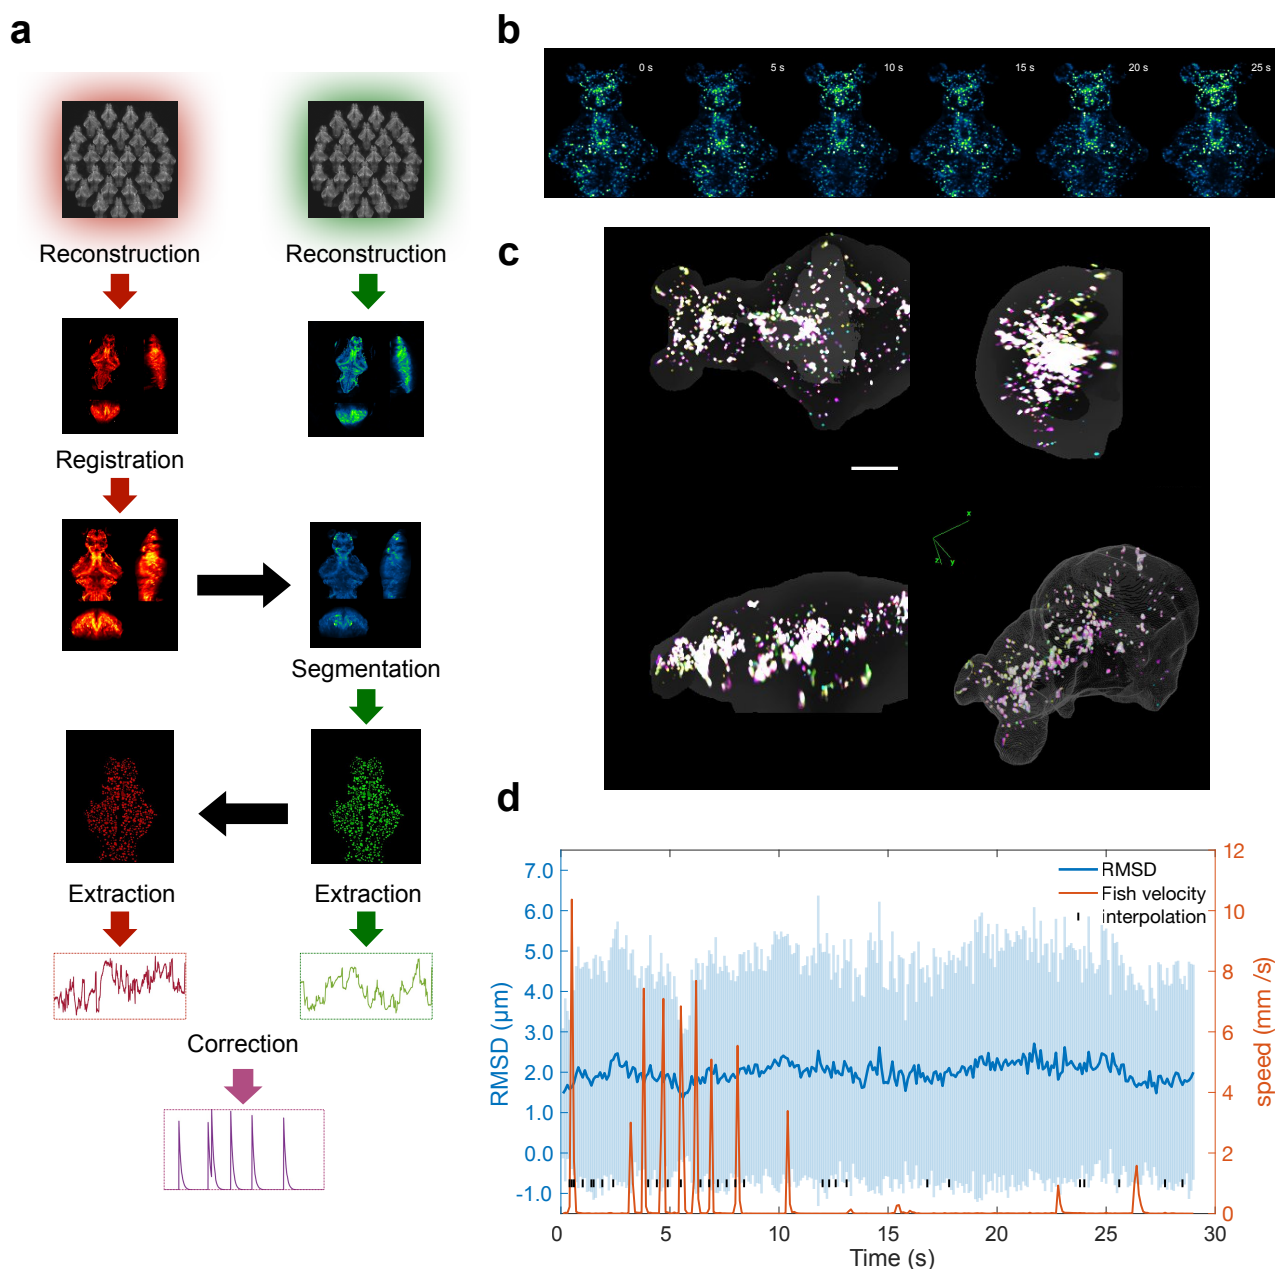 a
Reconstruction
Reconstruction
Registration
Segmentation
Extraction
Extraction
Correction
b
0 s
5 s
10 s
15 s
20 s
25 s
c
x
z
y
d
RMSD (µm)
7.0
6.0
5.0
4.0
3.0
2.0
1.0
0.0
-1.0
RMSD
Fish velocity
interpolation
12
10
8
6
4
2
0
speed (mm /s)
0
5
10
15
20
25
30
Time (s)